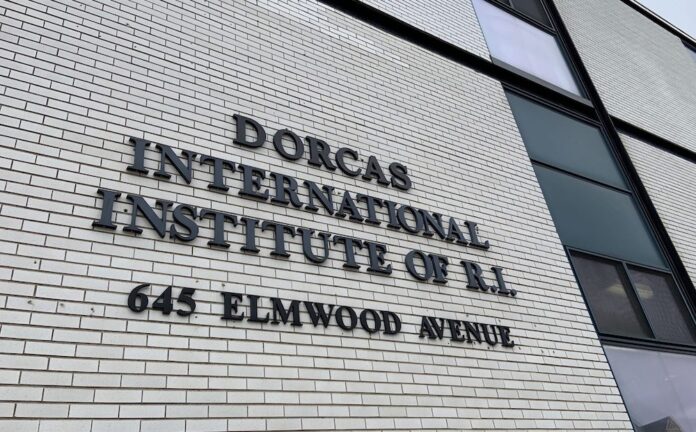 DORCAS
INTERNATIONAL
INSTITUTE OF R.I.
645 ELMWOOD AVENUE